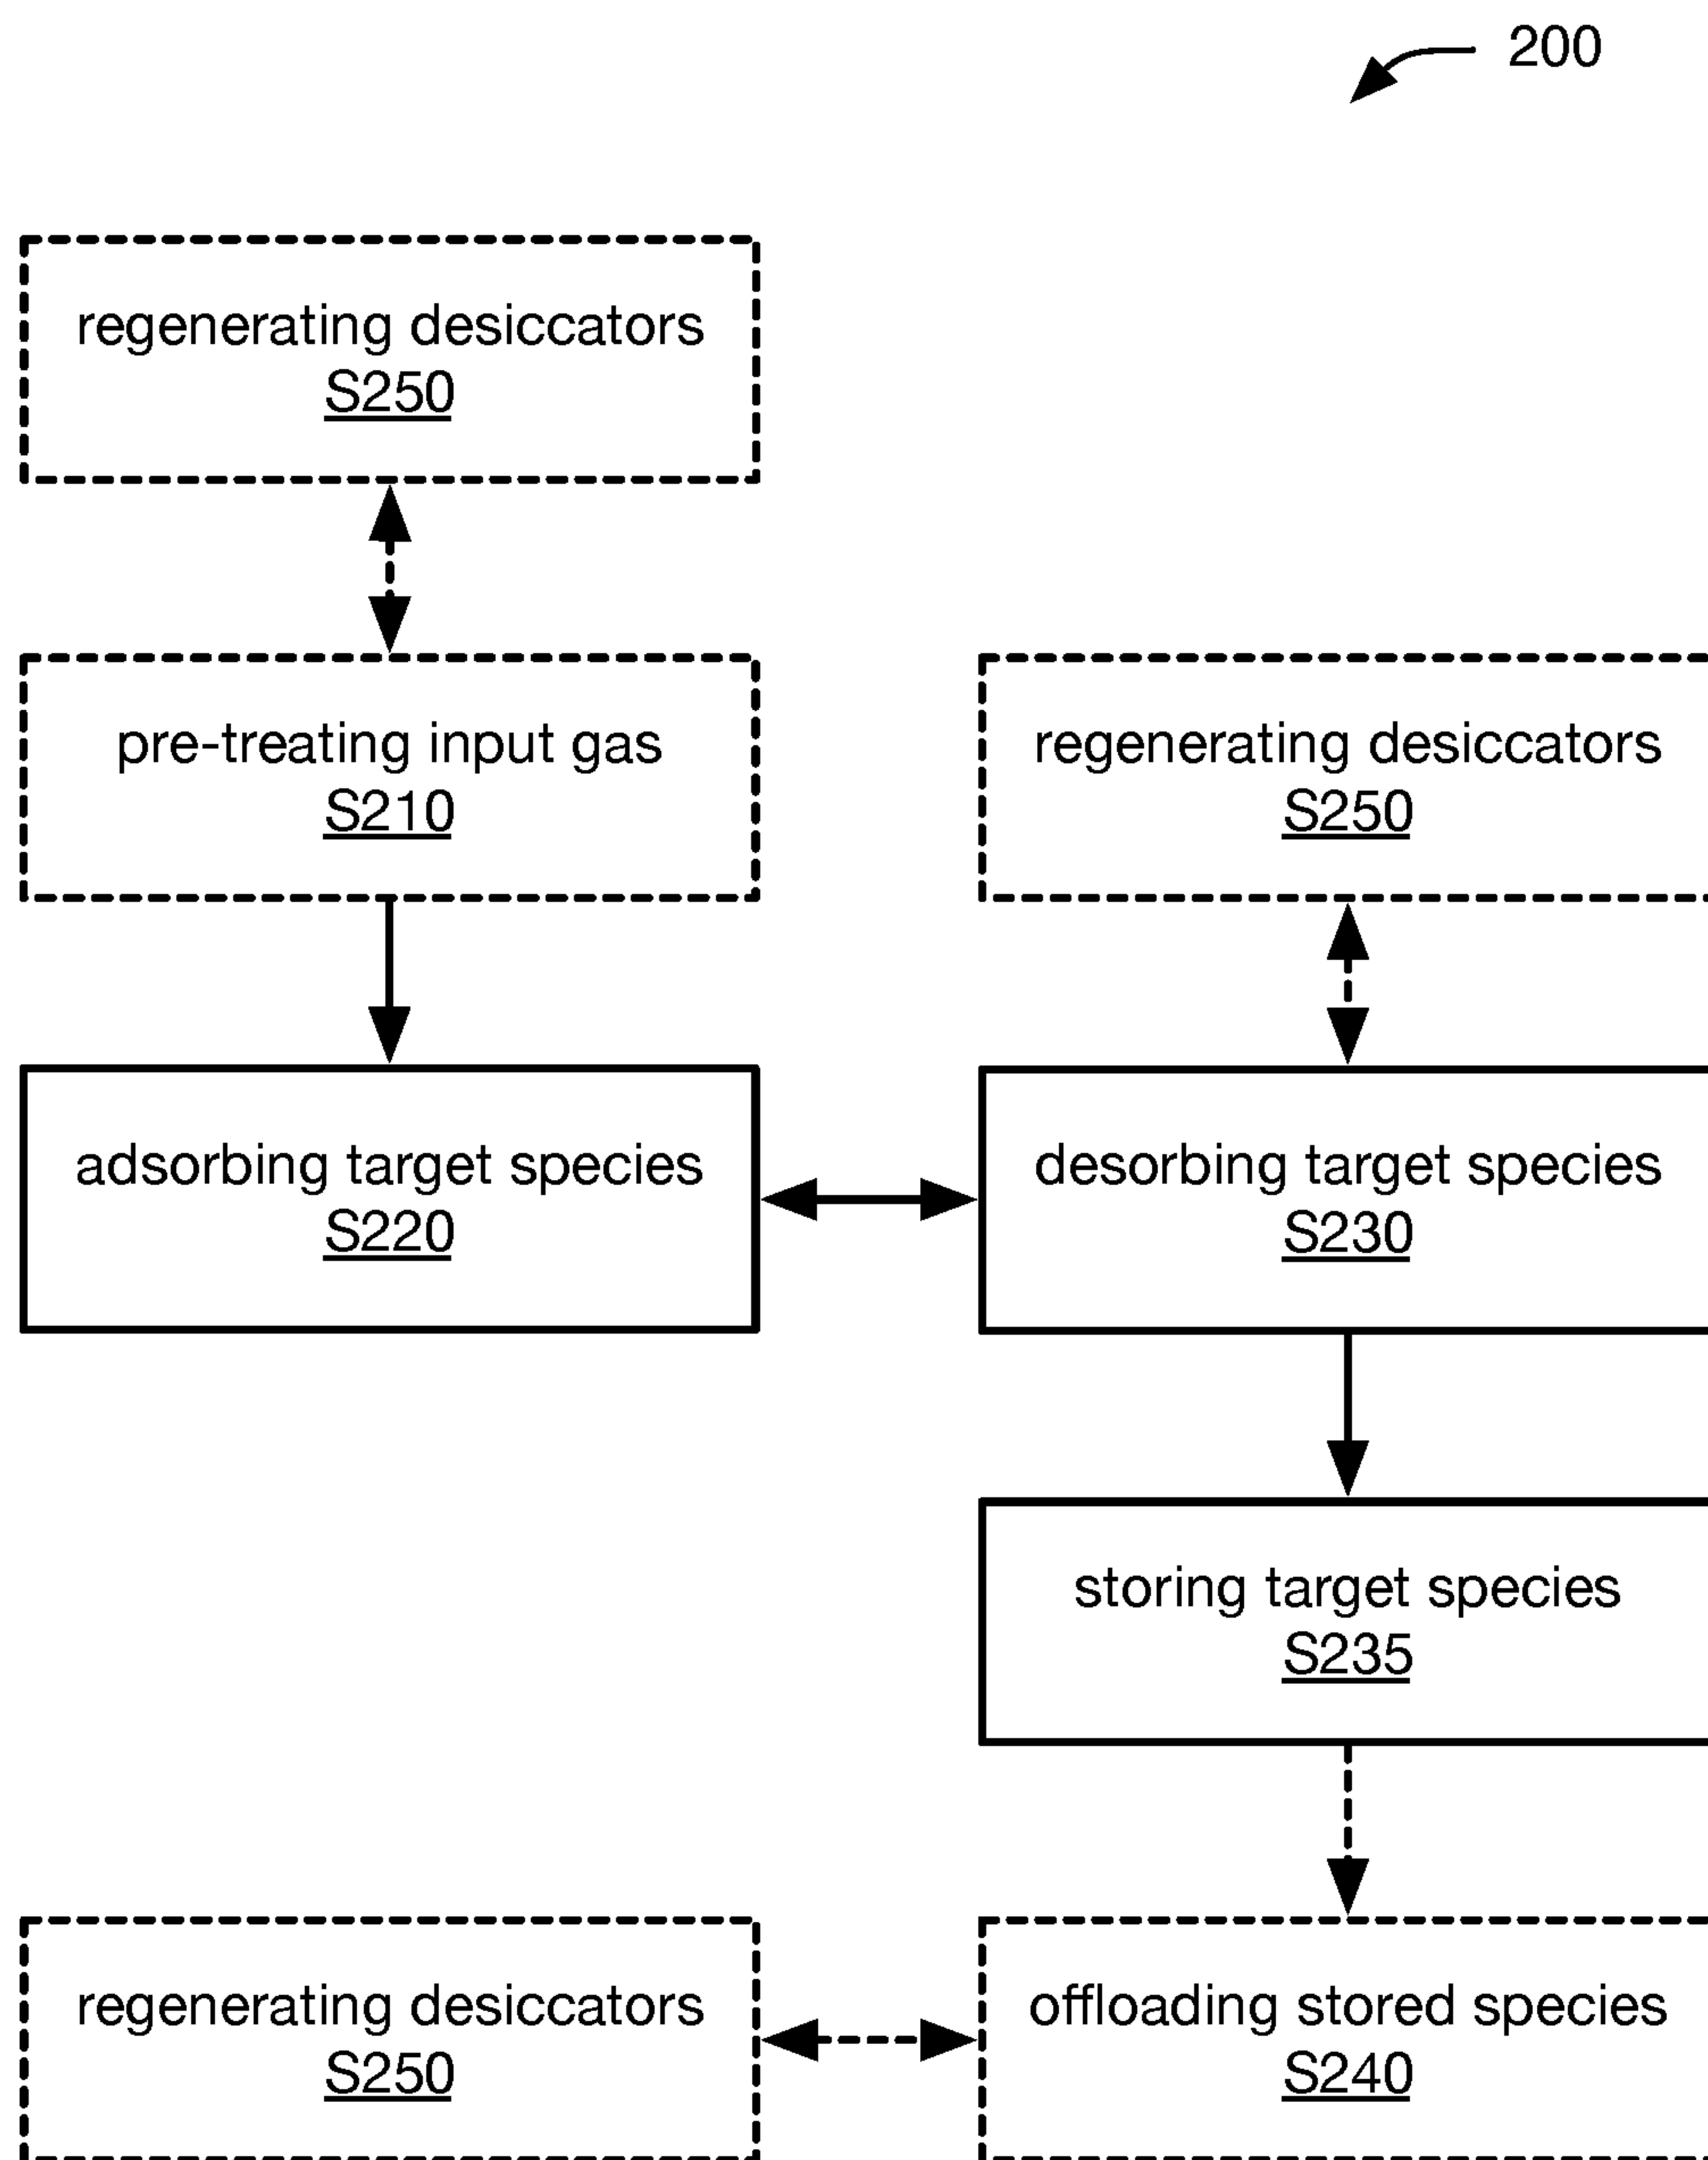 200
regenerating desiccators
S250
pre-treating input gas
S210
regenerating desiccators
S250
adsorbing target species
S220
desorbing target species
S230
storing target species
S235
regenerating desiccators
S250
offloading stored species
S240